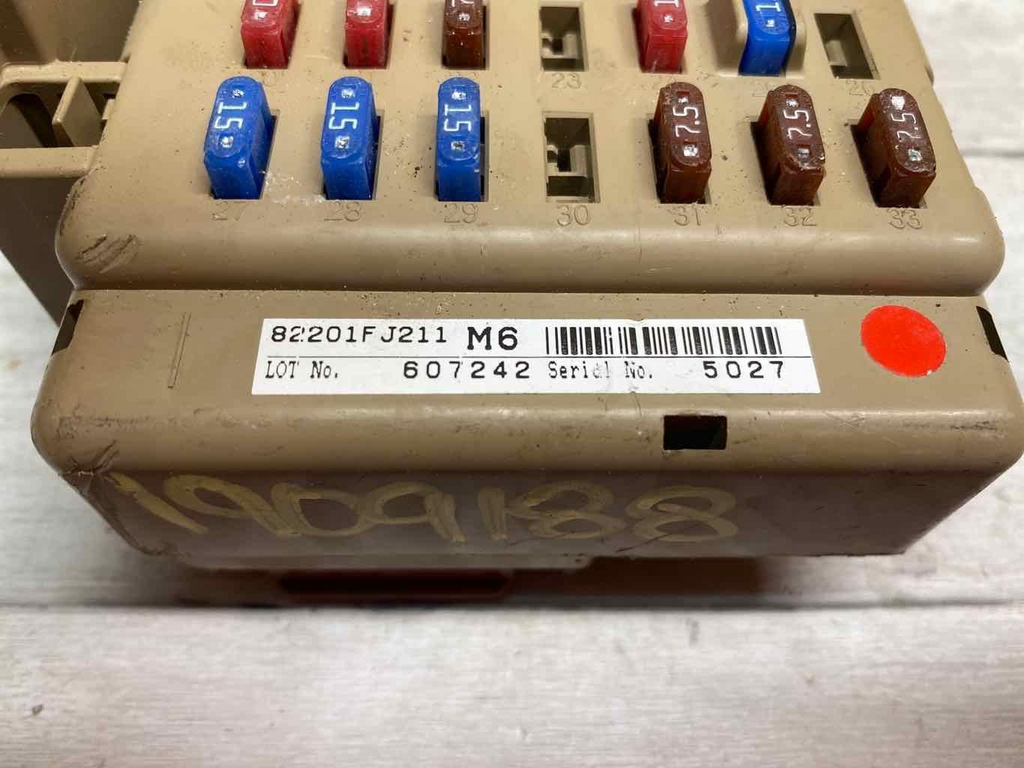 23
15 15 15 7.5 7.5 7.5
27 28 29 30 31 32 33
82201FJ211 M6
LOT No. 607242 Serial No. 5027
1909188